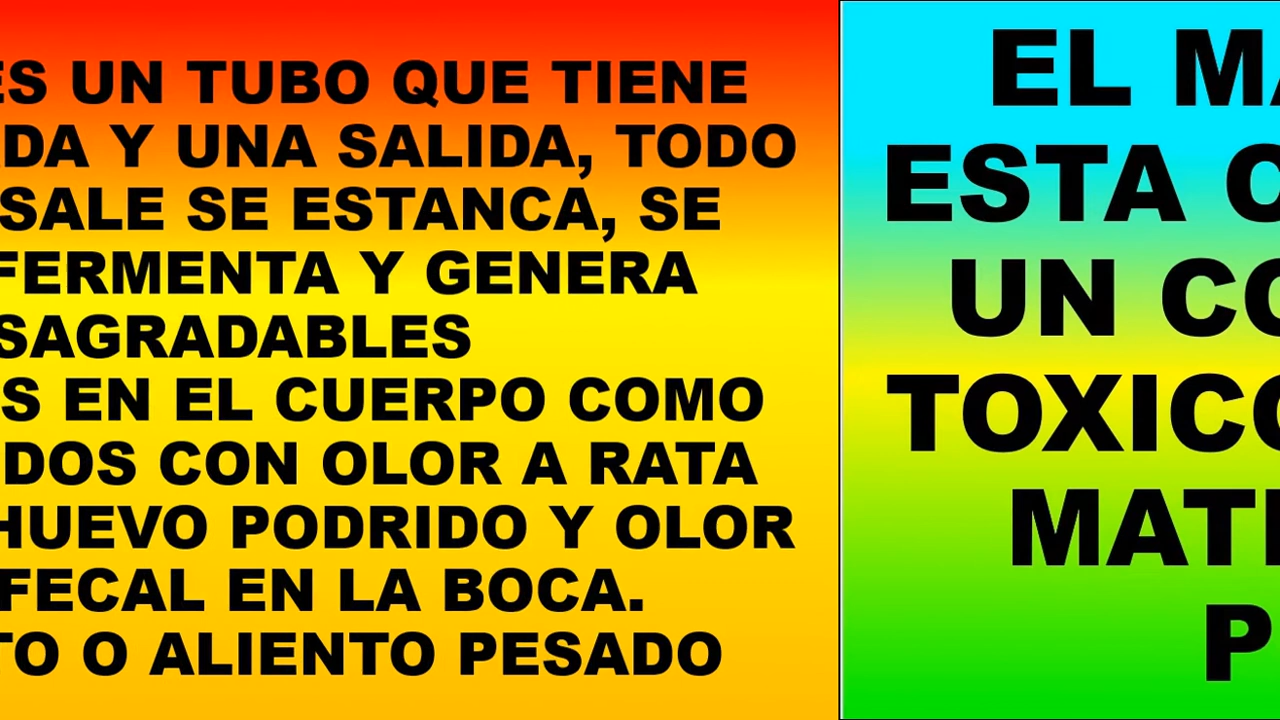 ES UN TUBO QUE TIENE
DA Y UNA SALIDA, TODO
SALE SE ESTANCA, SE
FERMENTA Y GENERA
SAGRADABLES
S EN EL CUERPO COMO
DOS CON OLOR A RATA
HUEVO PODRIDO Y OLOR
FECAL EN LA BOCA.
TO O ALIENTO PESADO
EL MA
ESTA
UN CO
TOXICO
MATE
P